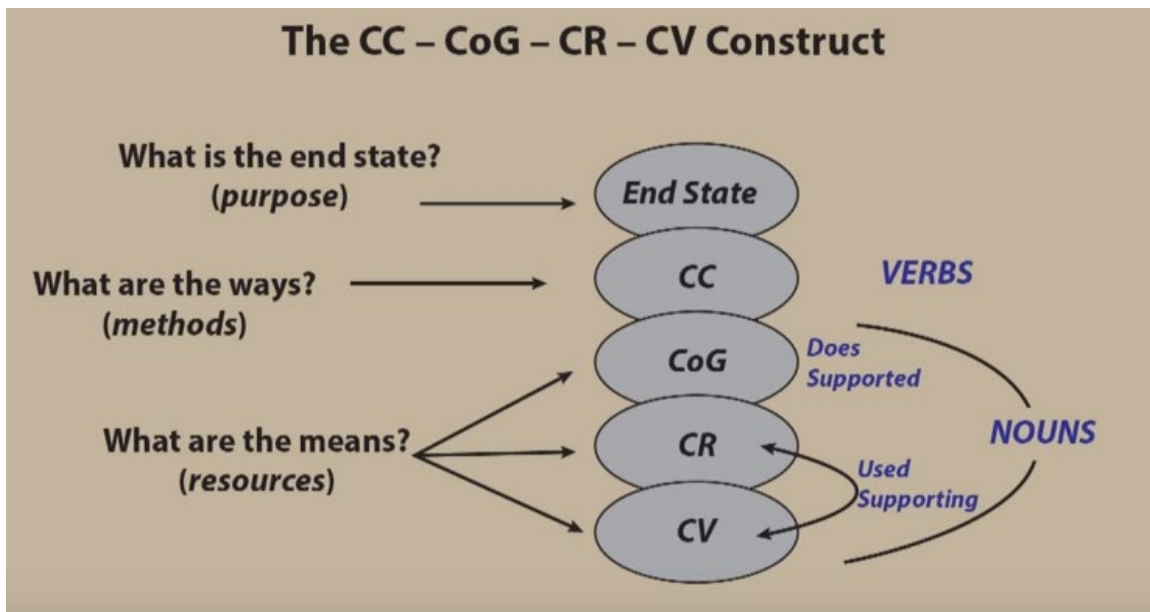 The CC – CoG – CR – CV Construct
What is the end state?
(purpose)
End State
What are the ways?
(methods)
CC
VERBS
CoG
Does
Supported
What are the means?
(resources)
CR
NOUNS
Used
Supporting
CV